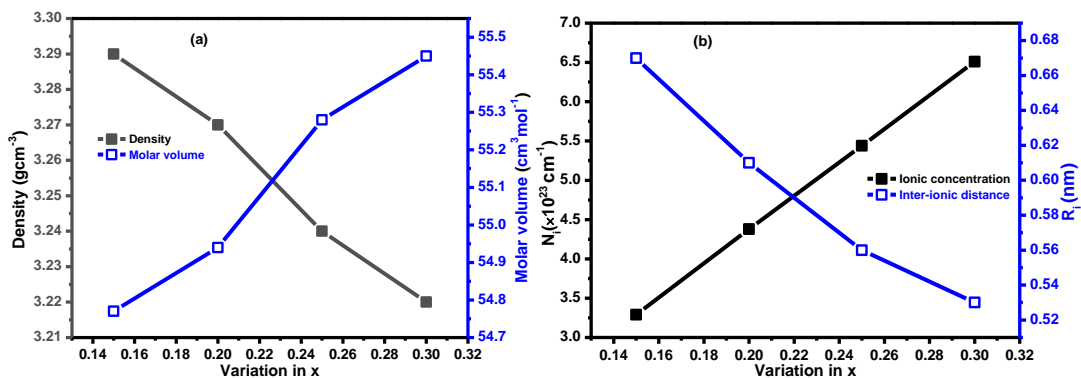 (a)
3.30
3.29
3.28
3.27
3.26
3.25
3.24
3.23
3.22
3.21
Density (gcm⁻³)
Density
Molar volume
55.5
55.4
55.3
55.2
55.1
55.0
54.9
54.8
54.7
Molar volume (cm³mol⁻¹)
0.14 0.16 0.18 0.20 0.22 0.24 0.26 0.28 0.30 0.32
Variation in x
(b)
7.0
6.5
6.0
5.5
5.0
4.5
4.0
3.5
3.0
Nᵢ(×10²³ cm⁻¹)
Ionic concentration
Inter-ionic distance
0.68
0.66
0.64
0.62
0.60
0.58
0.56
0.54
0.52
Rᵢ (nm)
0.14 0.16 0.18 0.20 0.22 0.24 0.26 0.28 0.30 0.32
Variation in x